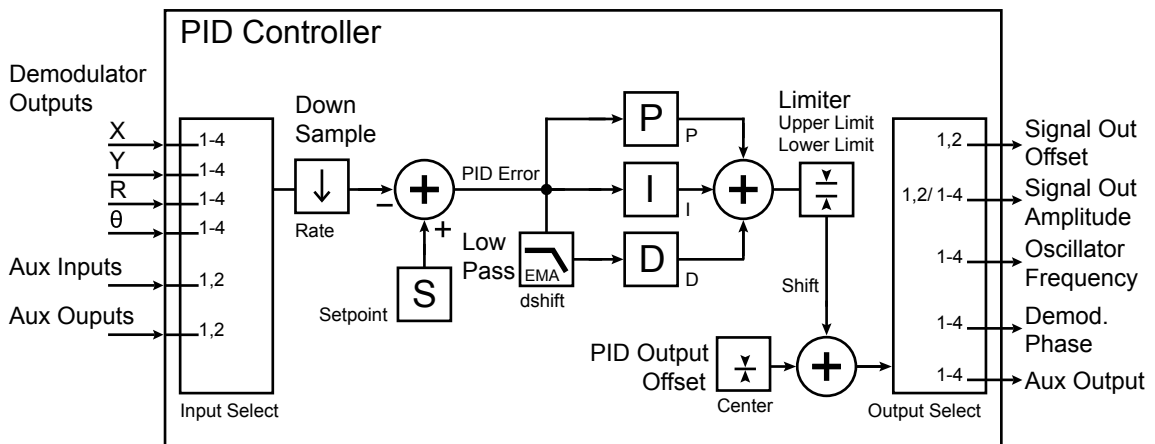 PID Controller
Demodulator
Outputs
X
Y
R
θ
Aux Inputs
Aux Ouputs
1-4
1-4
1-4
1-4
1,2
1,2
Input Select
Down
Sample
Rate
PID Error
S
Setpoint
Low
Pass
EMA
dshift
P
P
I
I
D
D
Limiter
Upper Limit
Lower Limit
Shift
PID Output
Offset
Center
1,2
1,2/ 1-4
1-4
1-4
1-4
Output Select
Signal Out
Offset
Signal Out
Amplitude
Oscillator
Frequency
Demod.
Phase
Aux Output